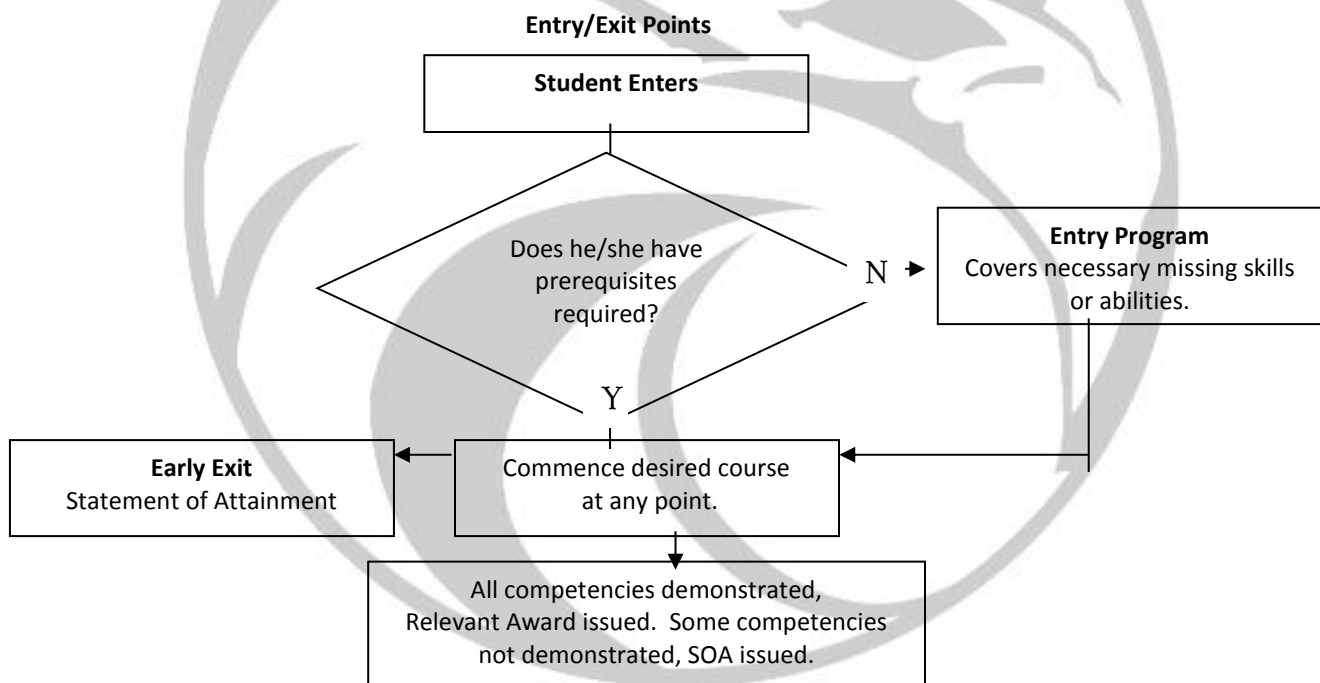 Entry/Exit Points
Student Enters
Does he/she have
prerequisites
required?
N
Entry Program
Covers necessary missing skills
or abilities.
Y
Early Exit
Statement of Attainment
Commence desired course
at any point.
All competencies demonstrated,
Relevant Award issued.  Some competencies
not demonstrated, SOA issued.